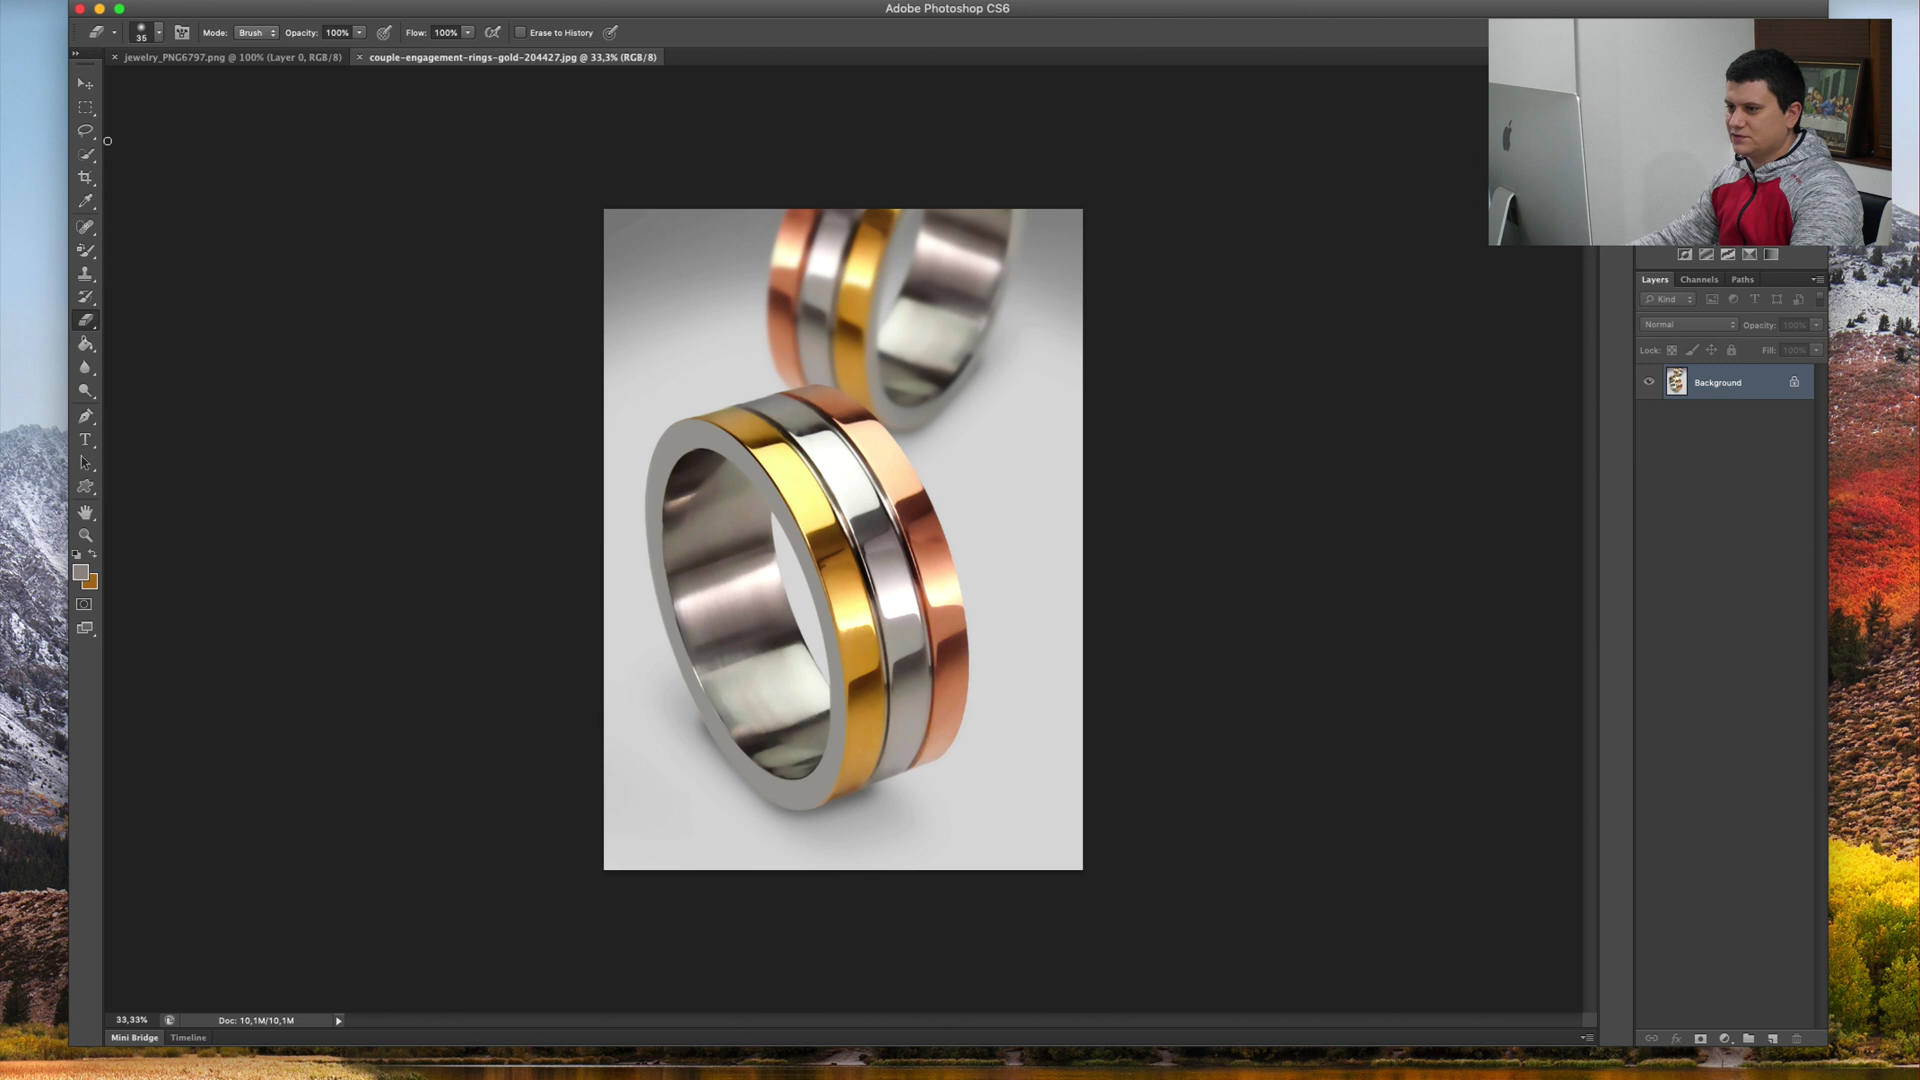 Adobe Photoshop CS6
35 Mode: Brush Opacity: 100% Flow: 100% Erase to History
× jewelry_PNG6797.png @ 100% (Layer 0, RGB/8) × couple-engagement-rings-gold-204427.jpg @ 33,3% (RGB/8)
Layers Channels Paths
Kind
Normal Opacity: 100%
Lock: Fill: 100%
Background
33,33% Doc: 10,1M/10,1M
Mini Bridge Timeline